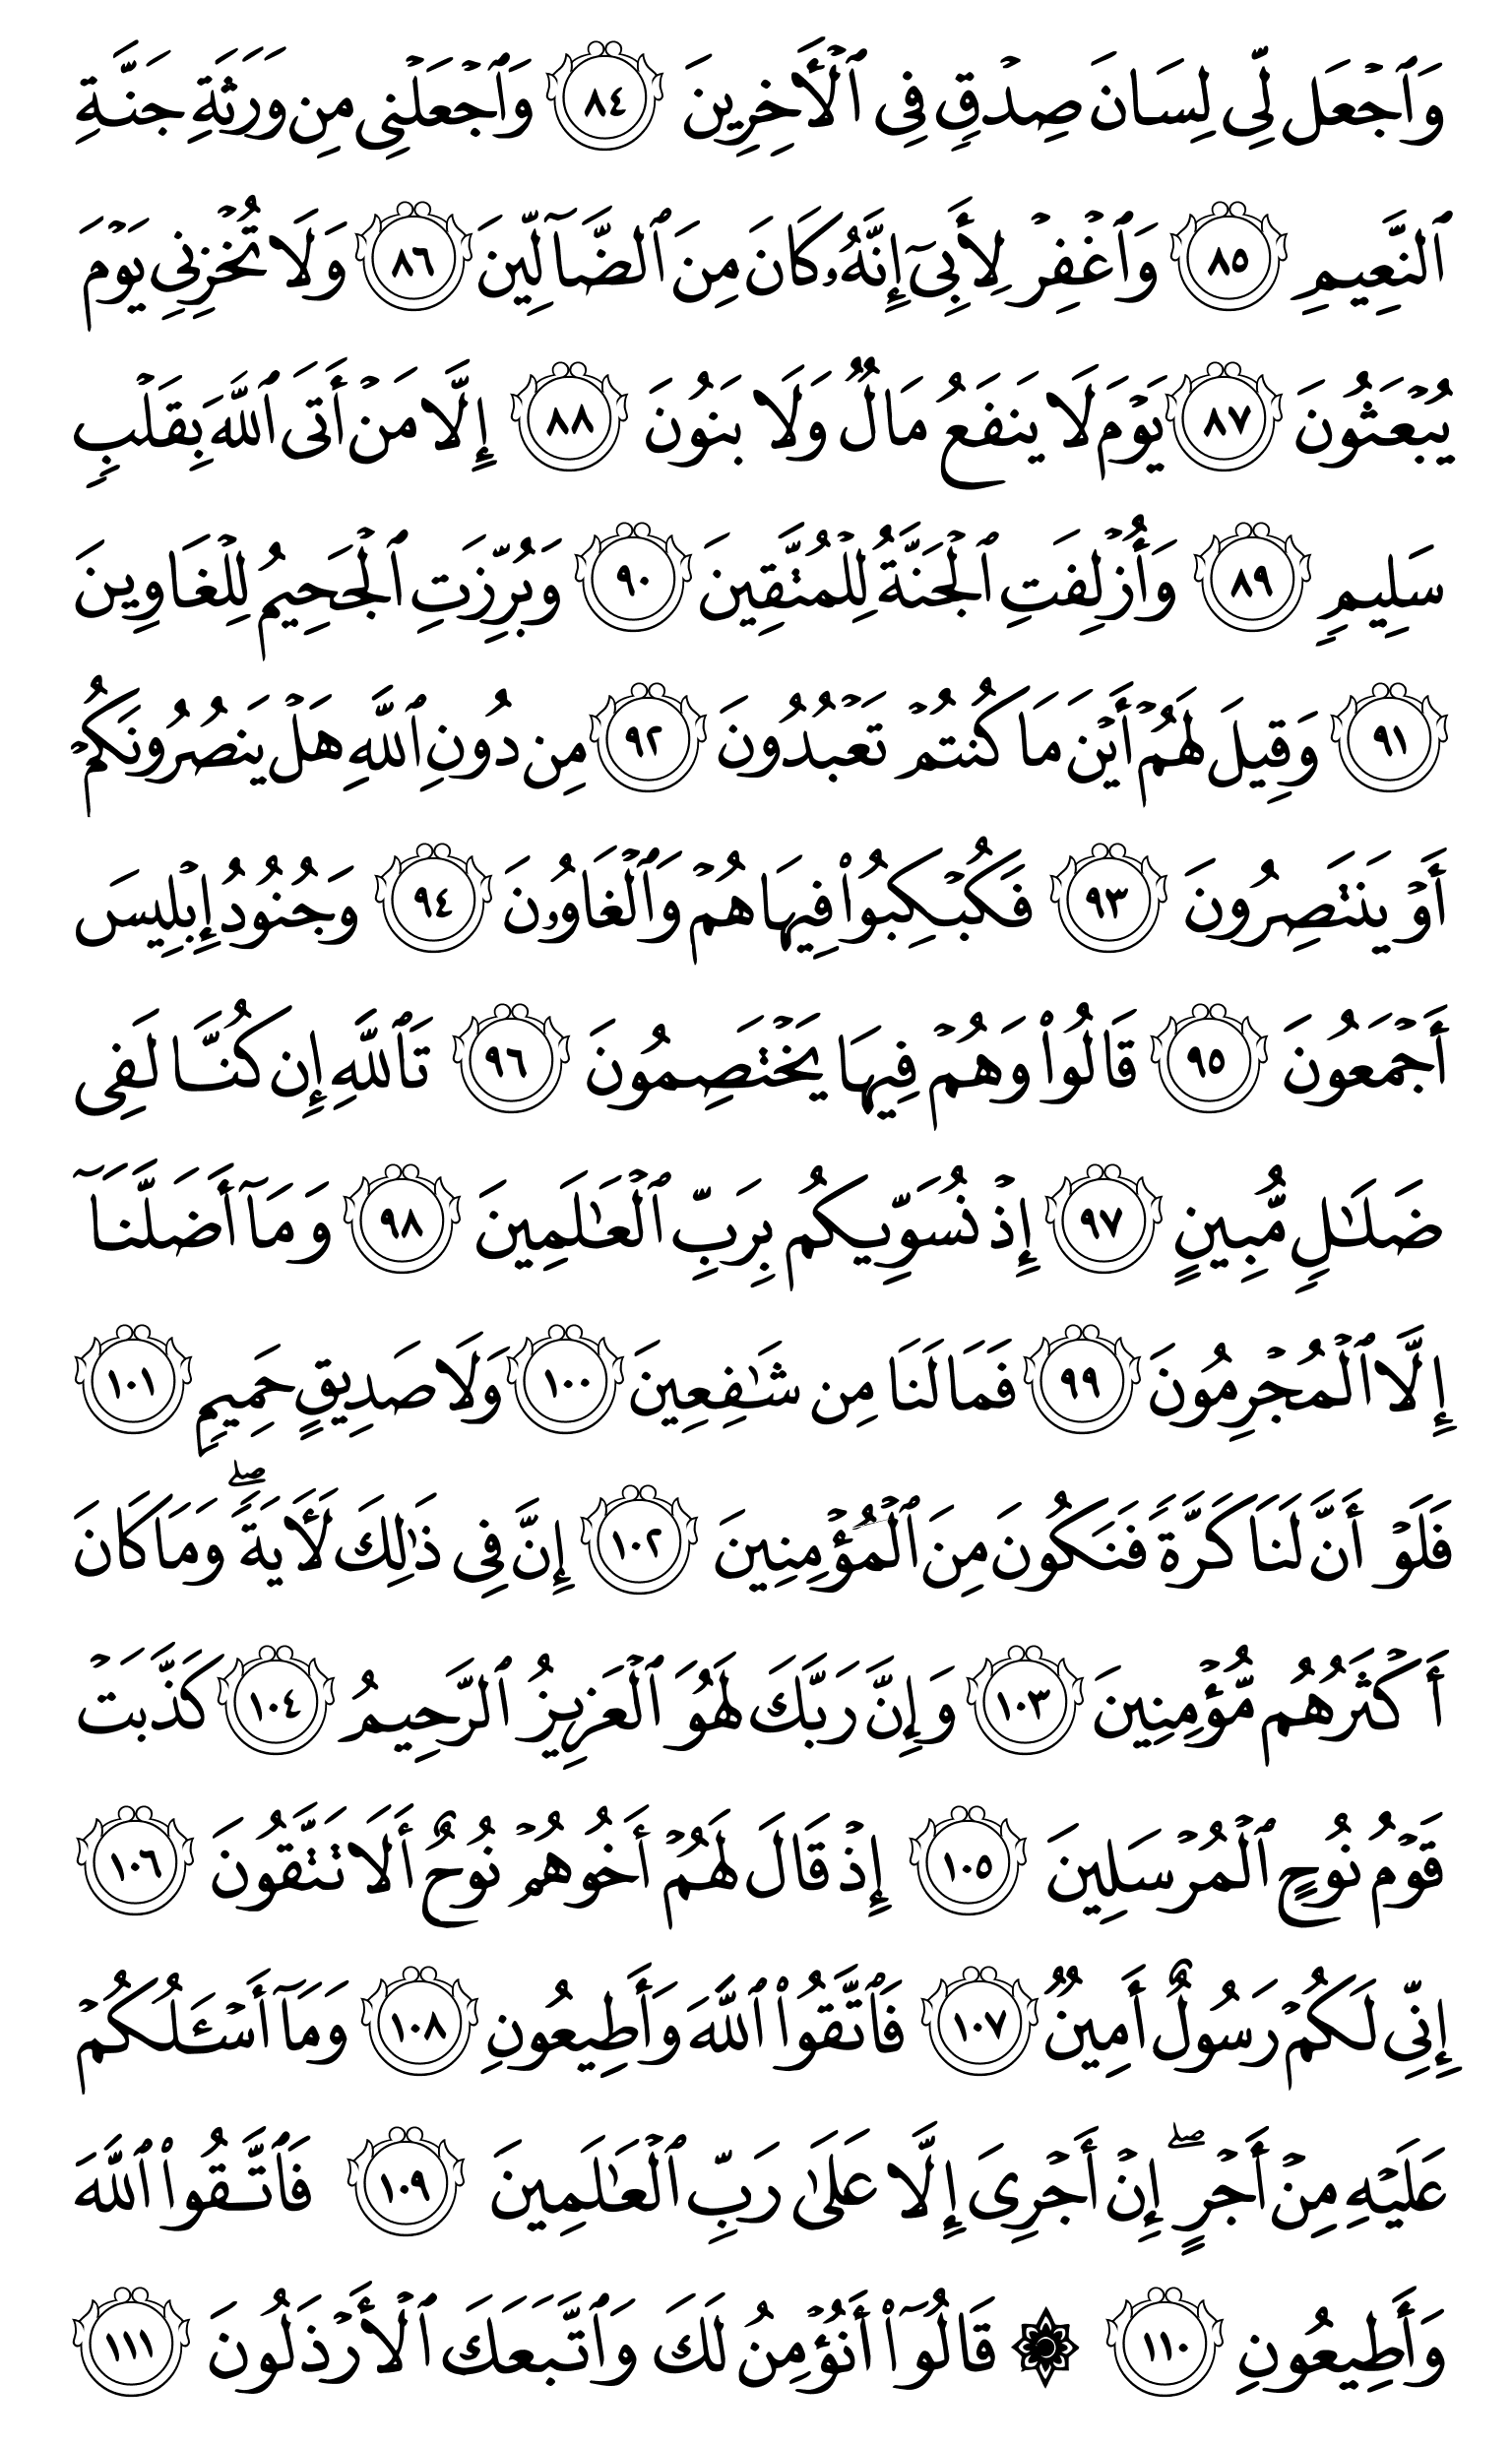 وَٱجۡعَل لِّي لِسَانَ صِدۡقٖ فِي ٱلۡأٓخِرِينَ ٨٤ وَٱجۡعَلۡنِي مِن وَرَثَةِ جَنَّةِ
ٱلنَّعِيمِ ٨٥ وَٱغۡفِرۡ لِأَبِيٓ إِنَّهُۥ كَانَ مِنَ ٱلضَّآلِّينَ ٨٦ وَلَا تُخۡزِنِي يَوۡمَ
يُبۡعَثُونَ ٨٧ يَوۡمَ لَا يَنفَعُ مَالٞ وَلَا بَنُونَ ٨٨ إِلَّا مَنۡ أَتَى ٱللَّهَ بِقَلۡبٖ
سَلِيمٖ ٨٩ وَأُزۡلِفَتِ ٱلۡجَنَّةُ لِلۡمُتَّقِينَ ٩٠ وَبُرِّزَتِ ٱلۡجَحِيمُ لِلۡغَاوِينَ
٩١ وَقِيلَ لَهُمۡ أَيۡنَ مَا كُنتُمۡ تَعۡبُدُونَ ٩٢ مِن دُونِ ٱللَّهِ هَلۡ يَنصُرُونَكُمۡ
أَوۡ يَنتَصِرُونَ ٩٣ فَكُبۡكِبُواْ فِيهَا هُمۡ وَٱلۡغَاوُۥنَ ٩٤ وَجُنُودُ إِبۡلِيسَ
أَجۡمَعُونَ ٩٥ قَالُواْ وَهُمۡ فِيهَا يَخۡتَصِمُونَ ٩٦ تَٱللَّهِ إِن كُنَّا لَفِي
ضَلَٰلٖ مُّبِينٍ ٩٧ إِذۡ نُسَوِّيكُم بِرَبِّ ٱلۡعَٰلَمِينَ ٩٨ وَمَآ أَضَلَّنَآ
إِلَّا ٱلۡمُجۡرِمُونَ ٩٩ فَمَا لَنَا مِن شَٰفِعِينَ ١٠٠ وَلَا صَدِيقٍ حَمِيمٖ ١٠١
فَلَوۡ أَنَّ لَنَا كَرَّةٗ فَنَكُونَ مِنَ ٱلۡمُؤۡمِنِينَ ١٠٢ إِنَّ فِي ذَٰلِكَ لَأٓيَةٗۖ وَمَا كَانَ
أَكۡثَرُهُم مُّؤۡمِنِينَ ١٠٣ وَإِنَّ رَبَّكَ لَهُوَ ٱلۡعَزِيزُ ٱلرَّحِيمُ ١٠٤ كَذَّبَتۡ
قَوۡمُ نُوحٍ ٱلۡمُرۡسَلِينَ ١٠٥ إِذۡ قَالَ لَهُمۡ أَخُوهُمۡ نُوحٌ أَلَا تَتَّقُونَ ١٠٦
إِنِّي لَكُمۡ رَسُولٌ أَمِينٞ ١٠٧ فَٱتَّقُواْ ٱللَّهَ وَأَطِيعُونِ ١٠٨ وَمَآ أَسۡـَٔلُكُمۡ
عَلَيۡهِ مِنۡ أَجۡرٍۖ إِنۡ أَجۡرِيَ إِلَّا عَلَىٰ رَبِّ ٱلۡعَٰلَمِينَ ١٠٩ فَٱتَّقُواْ ٱللَّهَ
وَأَطِيعُونِ ١١٠ ۞ قَالُوٓاْ أَنُؤۡمِنُ لَكَ وَٱتَّبَعَكَ ٱلۡأَرۡذَلُونَ ١١١